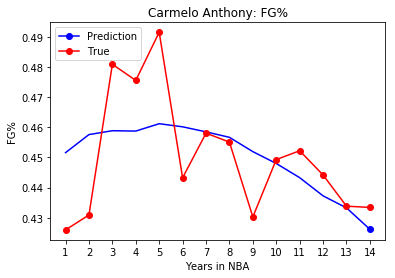 Carmelo Anthony: FG%
Prediction
True
0.49
0.48
0.47
0.46
0.45
0.44
0.43
FG%
1 2 3 4 5 6 7 8 9 10 11 12 13 14
Years in NBA